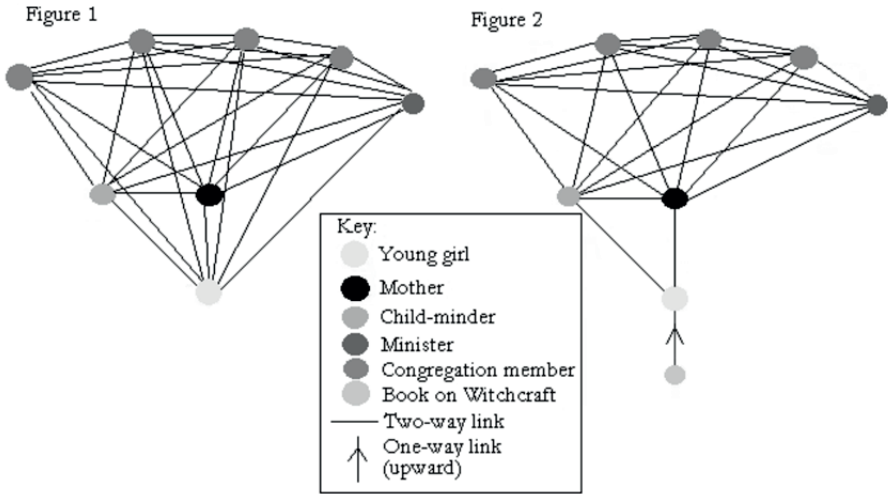 Figure 1
Figure 2
Key:
Young girl
Mother
Child-minder
Minister
Congregation member
Book on Witchcraft
Two-way link
One-way link
(upward)